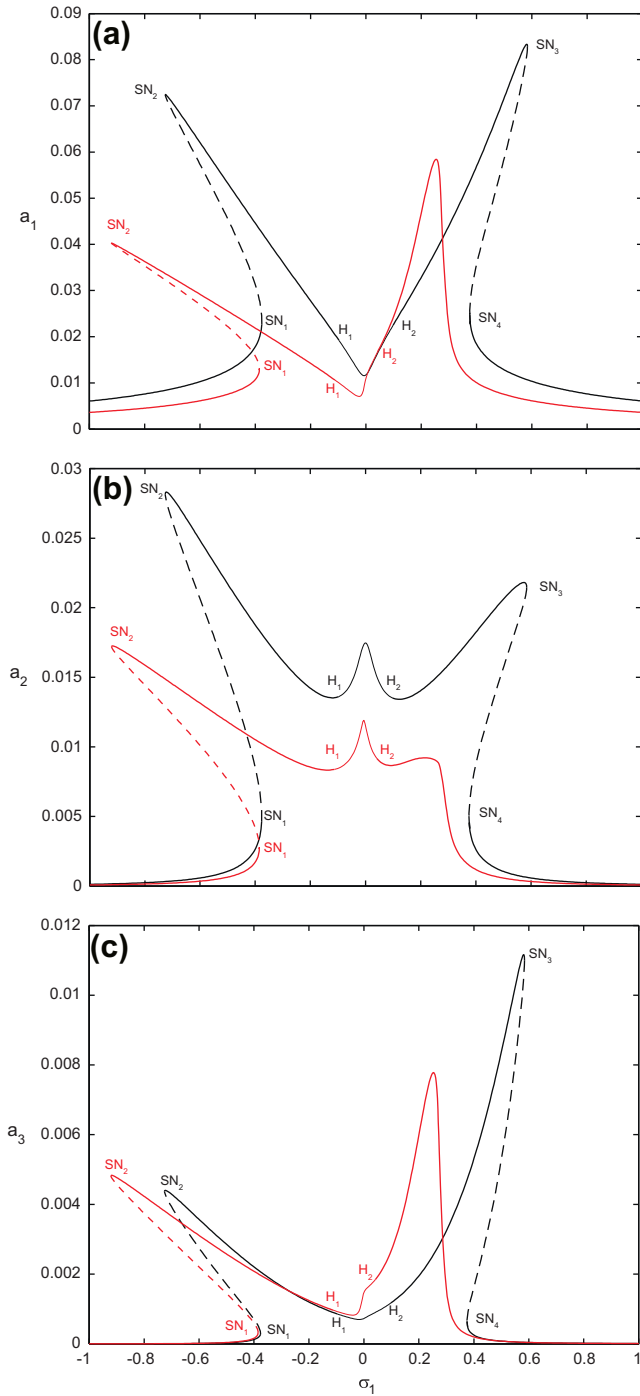 0.09
(a)
SN3
0.08
SN2
0.07
0.06
0.05
a1
SN2
0.04
0.03
SN1
SN4
0.02
H1
H2
H2
SN1
0.01
H1
0
0.03
(b)
SN2
0.025
SN3
0.02
SN2
0.015
a2
H1
H2
0.01
H1
H2
0.005
SN1
SN4
SN1
0
0.012
(c)
SN3
0.01
0.008
0.006
a3
SN2
SN2
0.004
0.002
H2
H1
H1
H2
SN1
SN1
SN4
0
-1 -0.8 -0.6 -0.4 -0.2 0 0.2 0.4 0.6 0.8 1
σ1